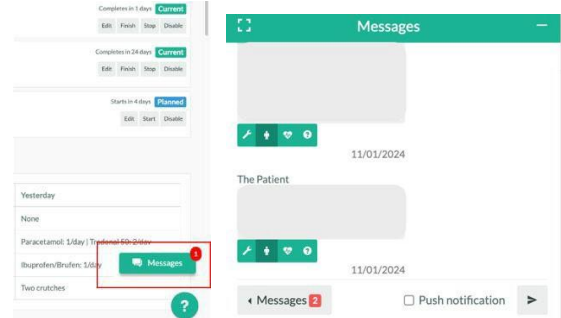 Completes in 1 days Current
Edit Finish Stop Disable
Completes in 24 days Current
Edit Finish Stop Disable
Starts in 4 days Planned
Edit Start Disable
Yesterday
None
Paracetamol: 1/day | Tradonal 50: 2/day
Ibuprofen/Brufen: 1/day
Two crutches
Messages
1
?
Messages
11/01/2024
The Patient
11/01/2024
Messages 2
Push notification